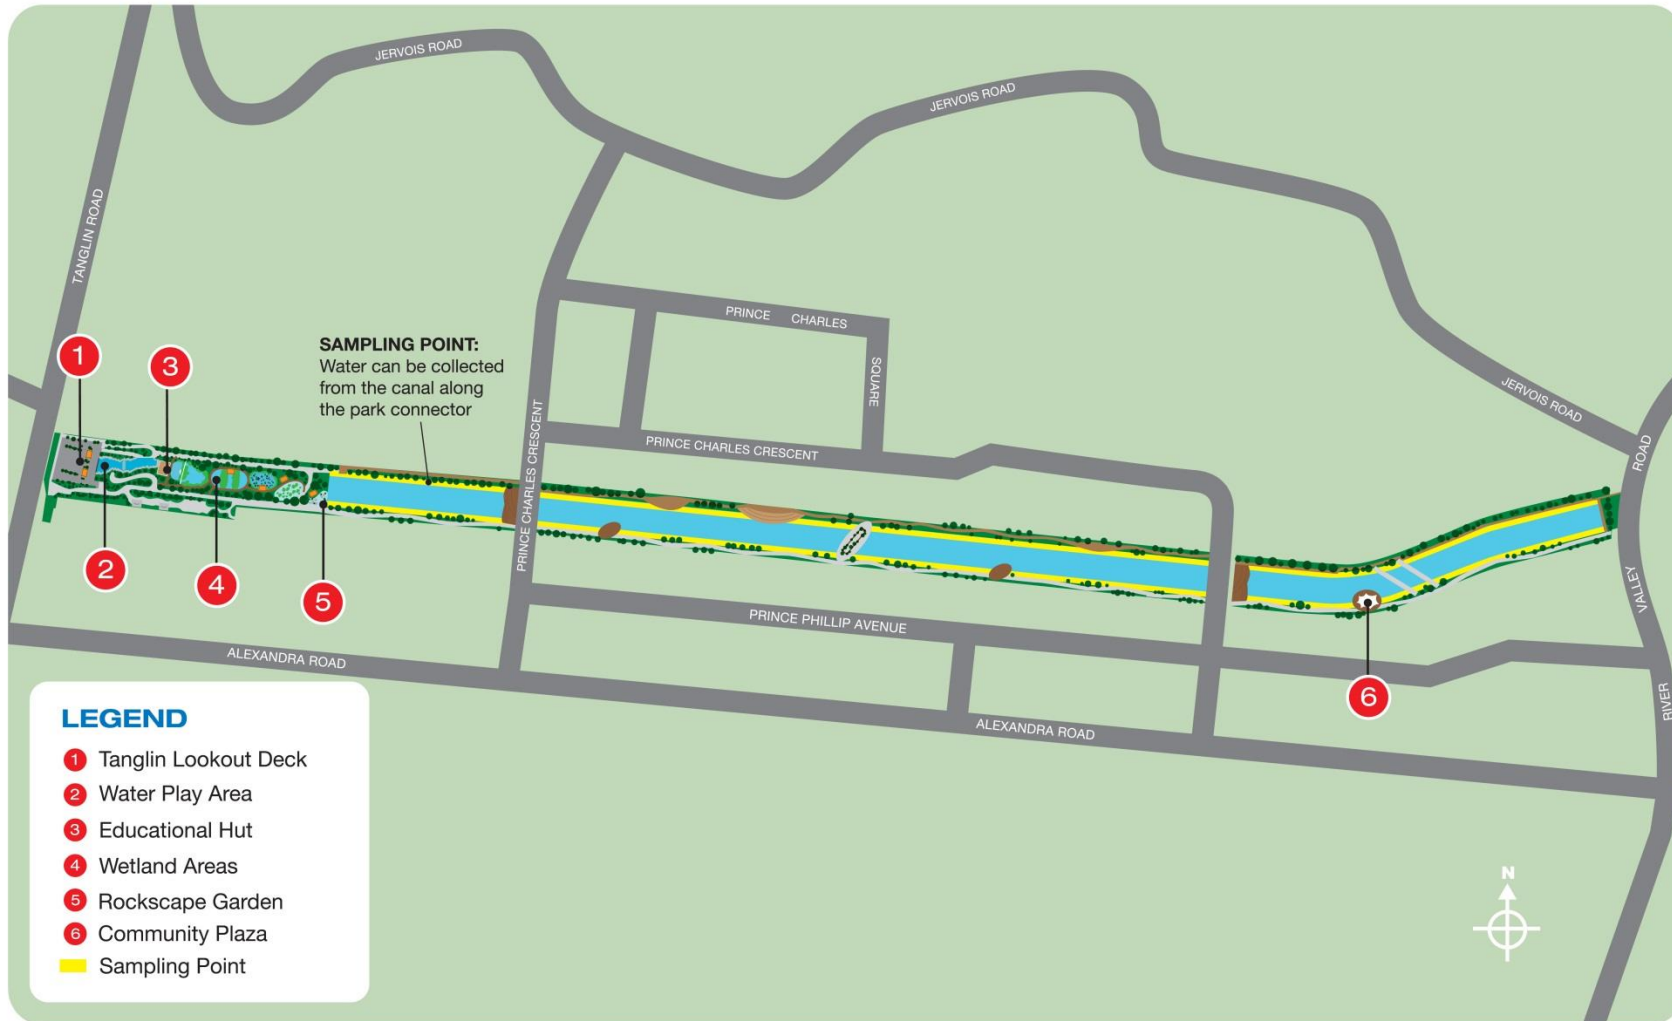 JERVOIS ROAD
JERVOIS ROAD
TANGLIN ROAD
PRINCE CHARLES
SQUARE
1
3
SAMPLING POINT:
Water can be collected
from the canal along
the park connector
JERVOIS ROAD
PRINCE CHARLES CRESCENT
PRINCE CHARLES CRESCENT
ROAD
VALLEY
RIVER
2
4
5
PRINCE PHILLIP AVENUE
ALEXANDRA ROAD
6
ALEXANDRA ROAD
LEGEND
1 Tanglin Lookout Deck
2 Water Play Area
3 Educational Hut
4 Wetland Areas
5 Rockscape Garden
6 Community Plaza
Sampling Point
N